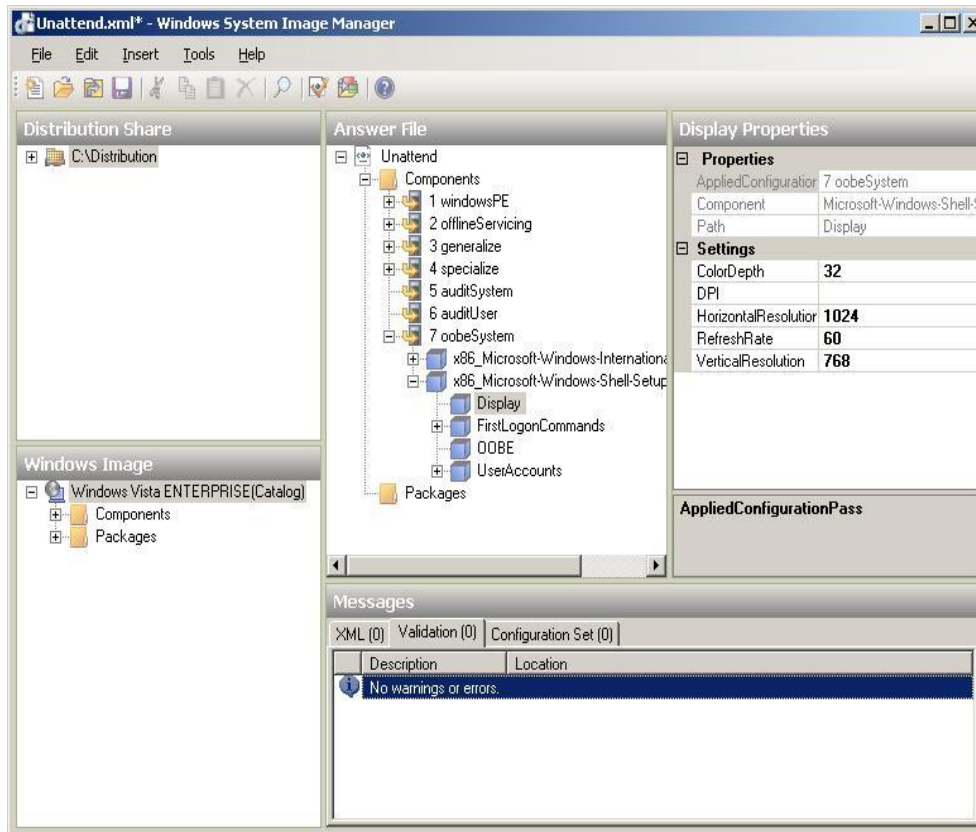 Unattend.xml* - Windows System Image Manager
File Edit Insert Tools Help
Distribution Share
C:\Distribution
Windows Image
Windows Vista ENTERPRISE(Catalog)
Components
Packages
Answer File
Unattend
Components
1 windowsPE
2 offlineServicing
3 generalize
4 specialize
5 auditSystem
6 auditUser
7 oobeSystem
x86_Microsoft-Windows-Internationa
x86_Microsoft-Windows-Shell-Setup
Display
FirstLogonCommands
OOBE
UserAccounts
Packages
Display Properties
Properties
AppliedConfiguration 7 oobeSystem
Component Microsoft-Windows-Shell-S
Path Display
Settings
ColorDepth 32
DPI
HorizontalResolution 1024
RefreshRate 60
VerticalResolution 768
AppliedConfigurationPass
Messages
XML (0) Validation (0) Configuration Set (0)
Description Location
No warnings or errors.